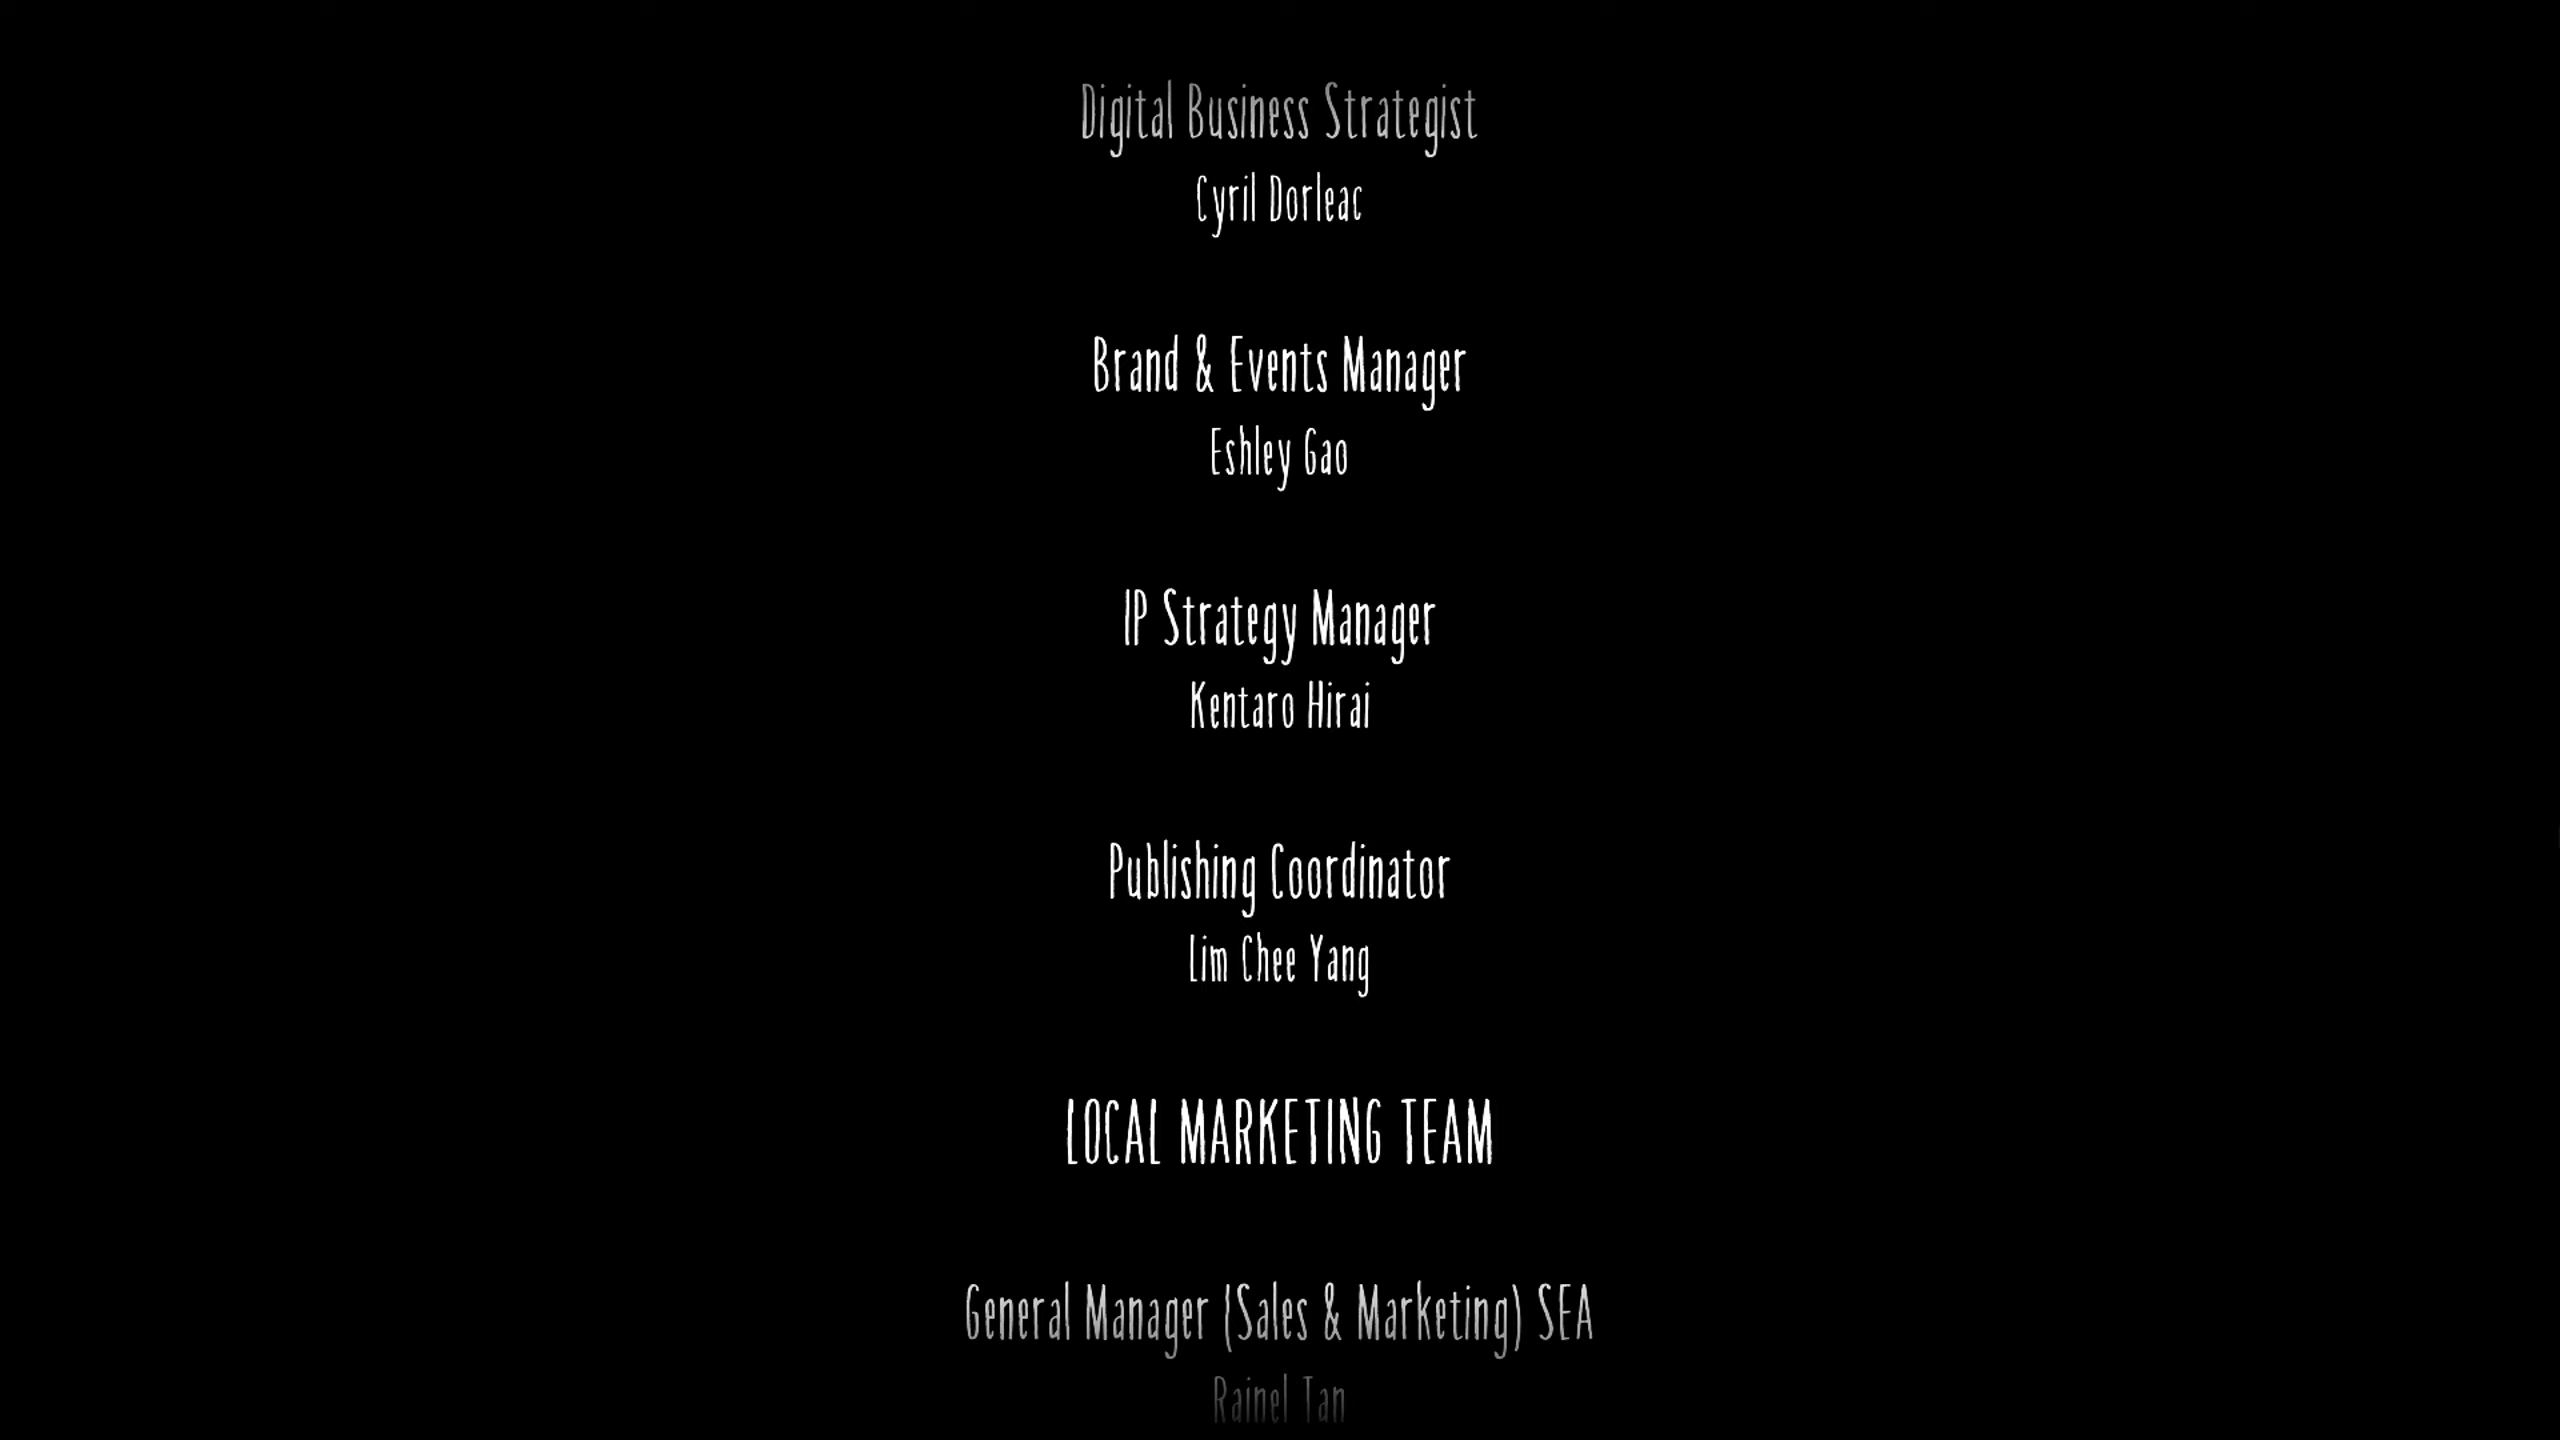 Digital Business Strategist
Cyril Dorleac
Brand & Events Manager
Eshley Gao
IP Strategy Manager
Kentaro Hirai
Publishing Coordinator
Lim Chee Yang
LOCAL MARKETING TEAM
General Manager (Sales & Marketing) SEA
Rainel Tan